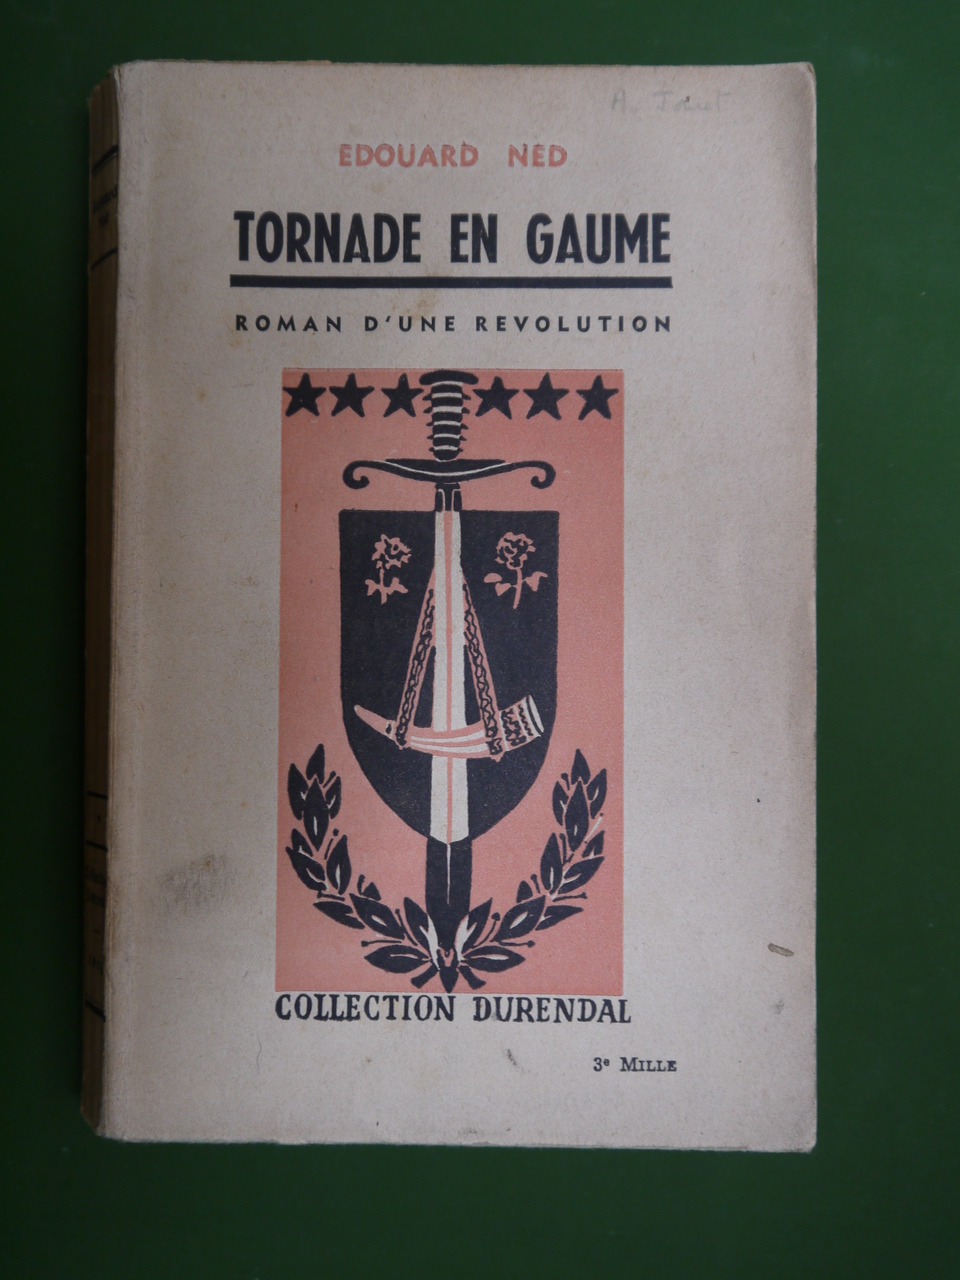 EDOUARD NED
TORNADE EN GAUME
ROMAN D'UNE REVOLUTION
COLLECTION DURENDAL
3e MILLE